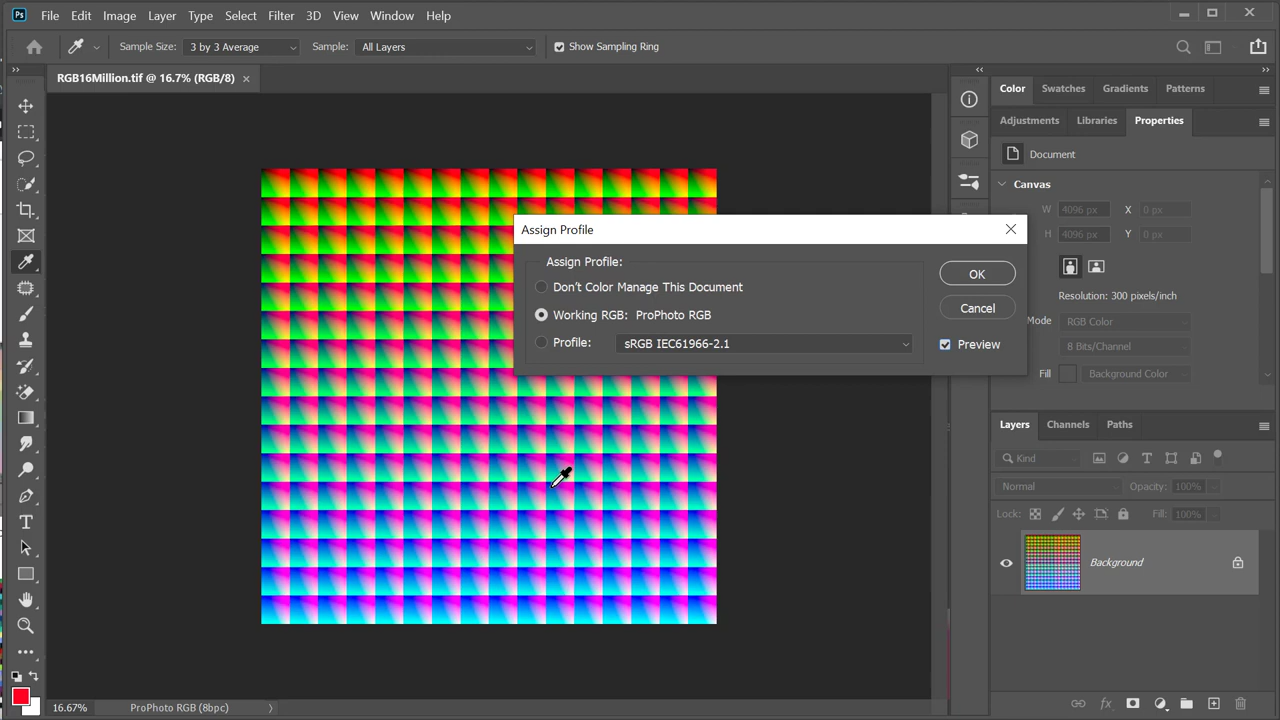 Ps File Edit Image Layer Type Select Filter 3D View Window Help
Sample Size: 3 by 3 Average Sample: All Layers Show Sampling Ring
RGB16Million.tif @ 16.7% (RGB/8) ×
Color Swatches Gradients Patterns
Adjustments Libraries Properties
Document
Canvas
W 4096 px X 0 px
H 4096 px Y 0 px
Resolution: 300 pixels/inch
Mode RGB Color
8 Bits/Channel
Fill Background Color
Assign Profile
Assign Profile:
Don't Color Manage This Document
Working RGB: ProPhoto RGB
Profile: sRGB IEC61966-2.1
OK
Cancel
Preview
Layers Channels Paths
Kind
Normal Opacity: 100%
Lock: Fill: 100%
Background
16.67% ProPhoto RGB (8bpc)